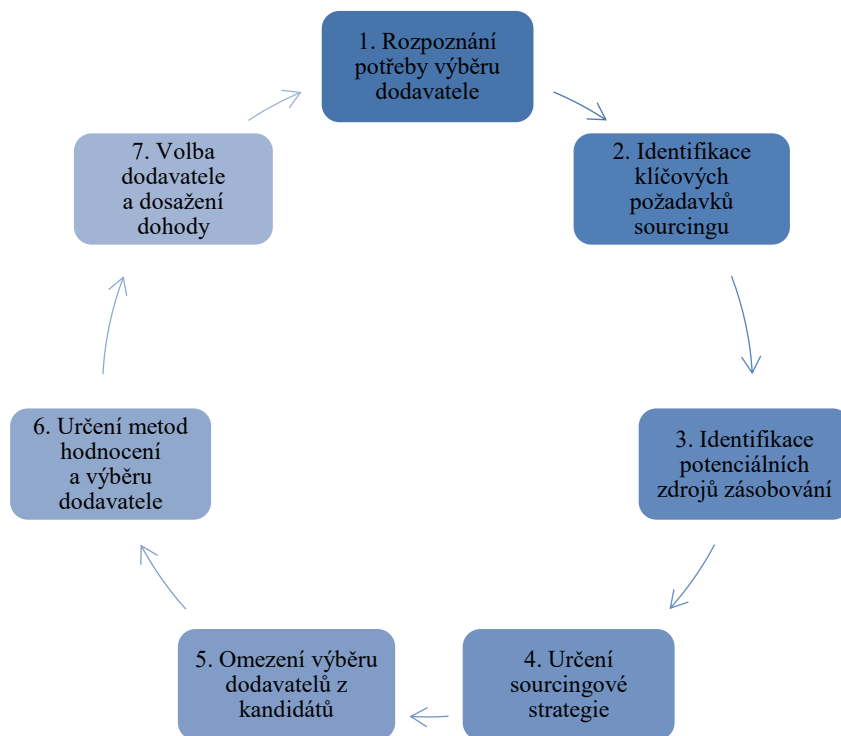 1. Rozpoznání
potřeby výběru
dodavatele
2. Identifikace
klíčových
požadavků
sourcingu
3. Identifikace
potenciálních
zdrojů zásobování
4. Určení
sourcingové
strategie
5. Omezení výběru
dodavatelů z
kandidátů
6. Určení metod
hodnocení
a výběru
dodavatele
7. Volba
dodavatele
a dosažení
dohody